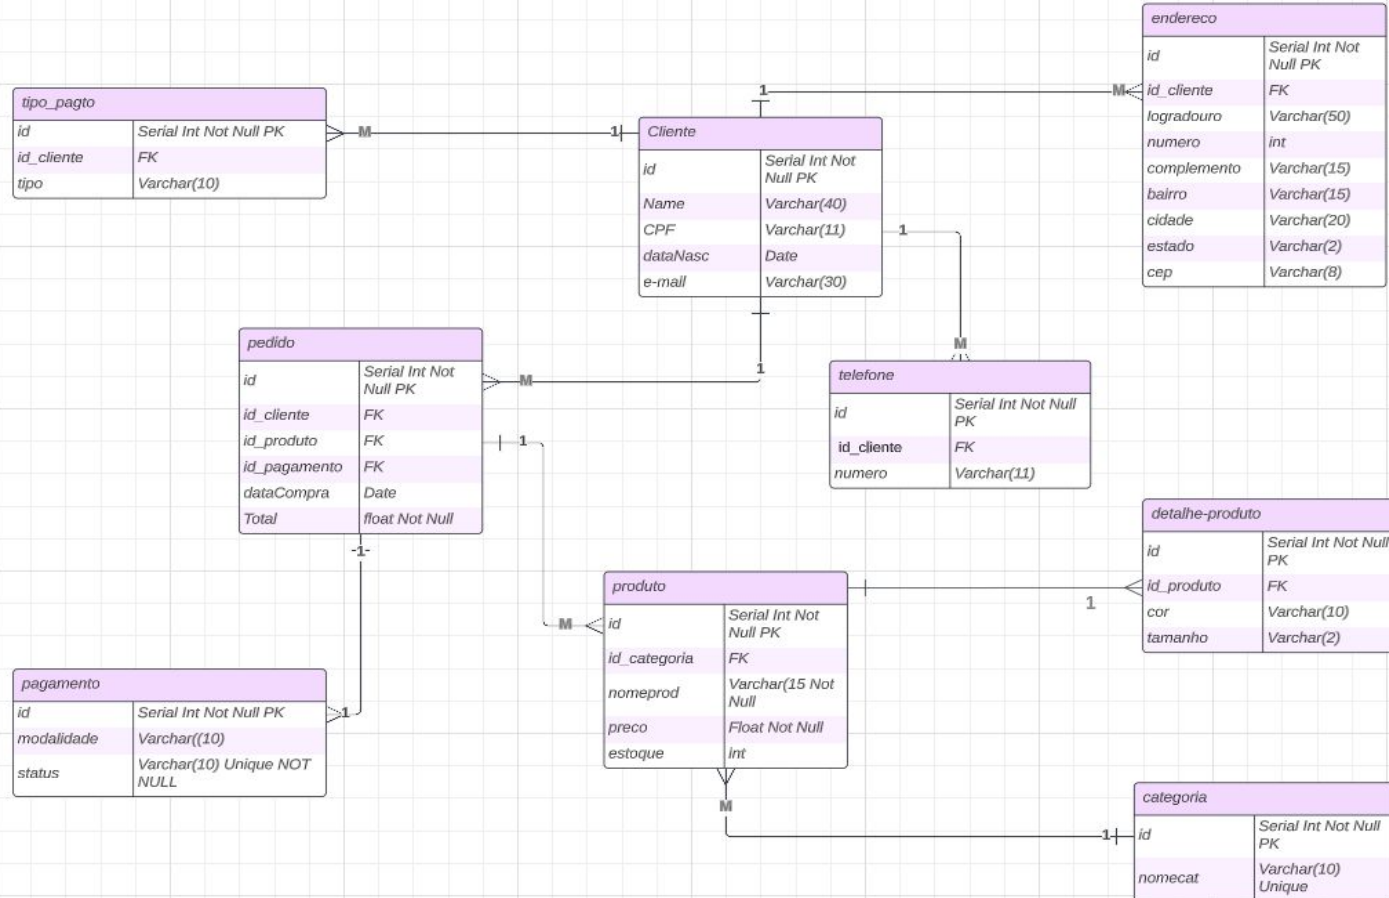 endereco
id Serial Int Not
Null PK
id_cliente FK
logradouro Varchar(50)
numero int
complemento Varchar(15)
bairro Varchar(15)
cidade Varchar(20)
estado Varchar(2)
cep Varchar(8)
1
M
tipo_pagto
id Serial Int Not Null PK
id_cliente FK
tipo Varchar(10)
M
1
Cliente
id Serial Int Not
Null PK
Name Varchar(40)
CPF Varchar(11)
dataNasc Date
e-mail Varchar(30)
1
M
1
M
pedido
id Serial Int Not
Null PK
id_cliente FK
id_produto FK
id_pagamento FK
dataCompra Date
Total float Not Null
1
M
-1-
1
telefone
id Serial Int Not Null
PK
id_cliente FK
numero Varchar(11)
produto
id Serial Int Not
Null PK
id_categoria FK
nomeprod Varchar(15 Not
Null
preco Float Not Null
estoque int
1
detalhe-produto
id Serial Int Not Null
PK
id_produto FK
cor Varchar(10)
tamanho Varchar(2)
pagamento
id Serial Int Not Null PK
modalidade Varchar((10)
status Varchar(10) Unique NOT
NULL
M
1
categoria
id Serial Int Not Null
PK
nomecat Varchar(10)
Unique